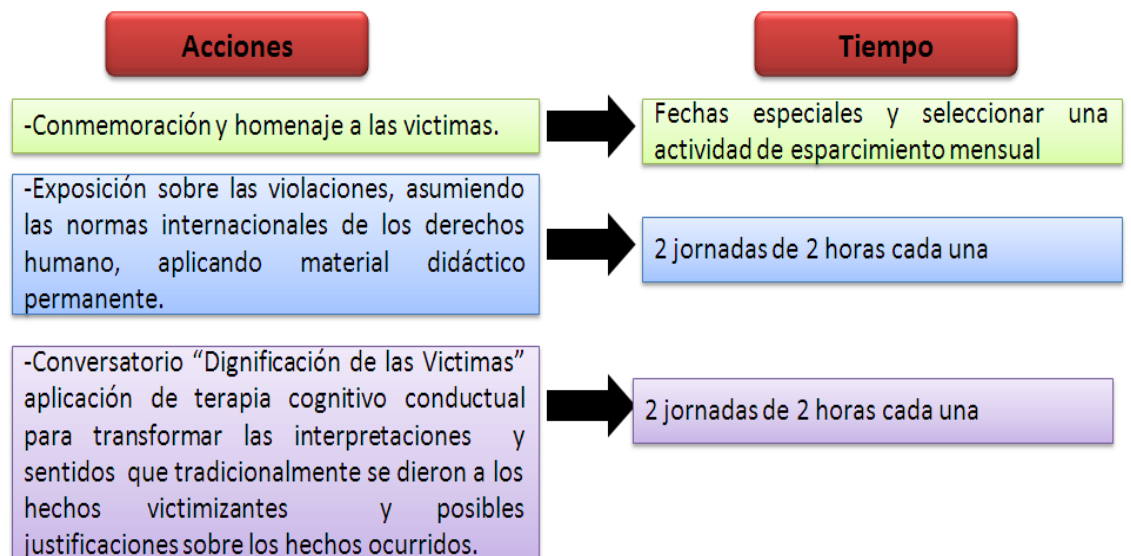 Acciones
Tiempo
-Conmemoración y homenaje a las victimas.
Fechas especiales y seleccionar una
actividad de esparcimiento mensual
-Exposición sobre las violaciones, asumiendo
las normas internacionales de los derechos
humano, aplicando material didáctico
permanente.
2 jornadas de 2 horas cada una
-Conversatorio “Dignificación de las Victimas”
aplicación de terapia cognitivo conductual
para transformar las interpretaciones y
sentidos que tradicionalmente se dieron a los
hechos victimizantes y posibles
justificaciones sobre los hechos ocurridos.
2 jornadas de 2 horas cada una